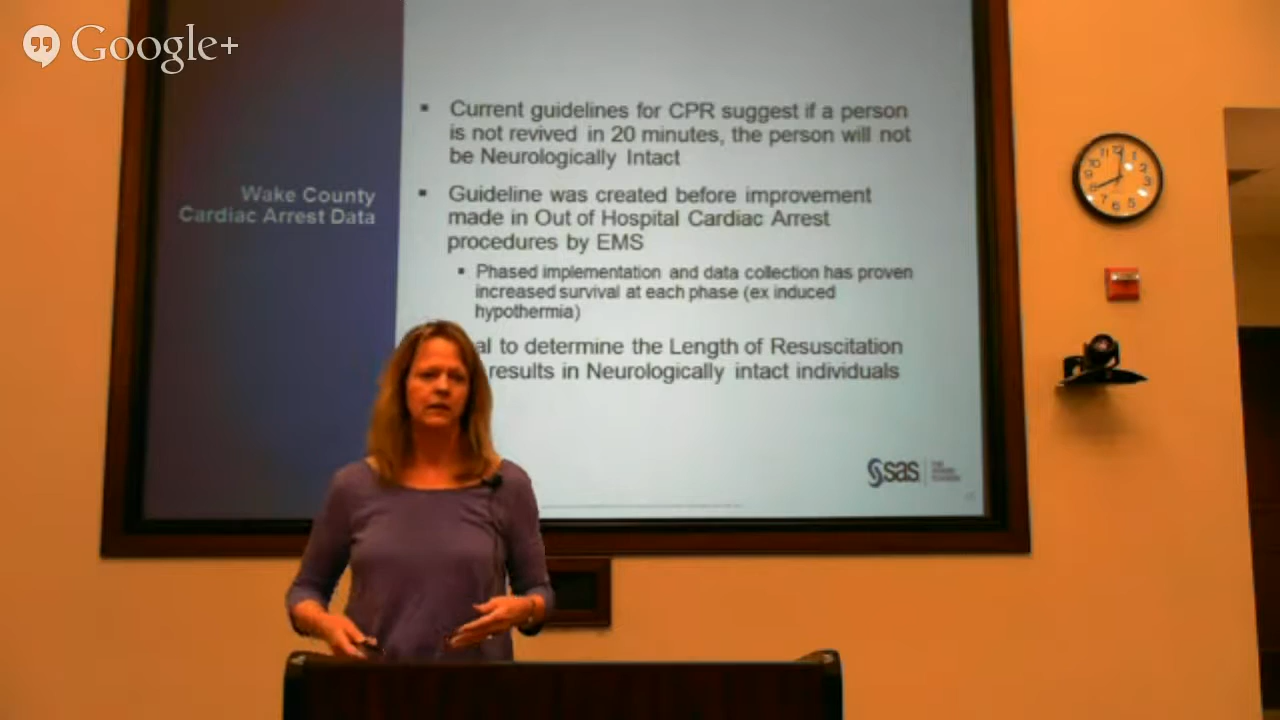 Google+
Wake County
Cardiac Arrest Data
▪ Current guidelines for CPR suggest if a person
is not revived in 20 minutes, the person will not
be Neurologically Intact
▪ Guideline was created before improvement
made in Out of Hospital Cardiac Arrest
procedures by EMS
▪ Phased implementation and data collection has proven
increased survival at each phase (ex induced
hypothermia)
al to determine the Length of Resuscitation
results in Neurologically intact individuals
sas